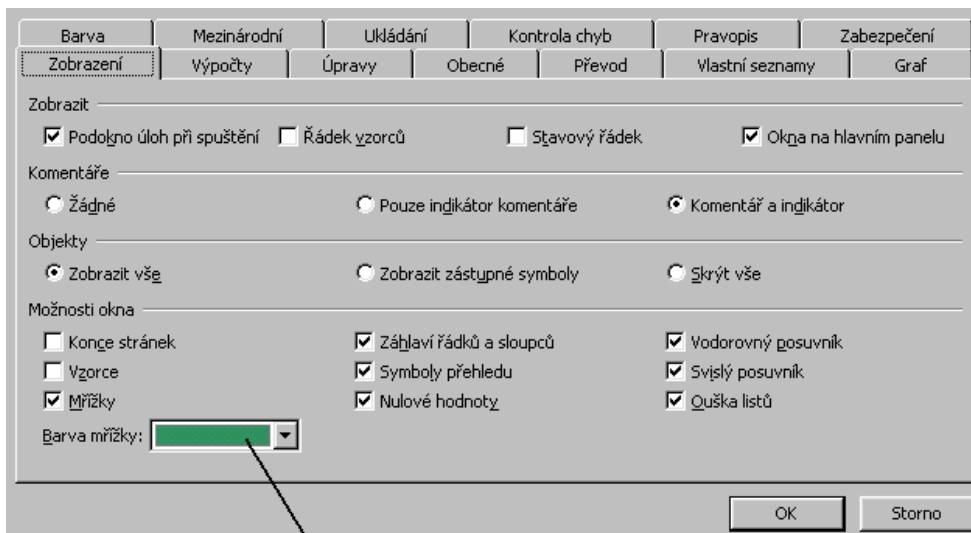 Barva Mezinárodní Ukládání Kontrola chyb Pravopis Zabezpečení
Zobrazení Výpočty Úpravy Obecné Převod Vlastní seznamy Graf
Zobrazit
Podokno úloh při spuštění Řádek vzorců Stavový řádek Okna na hlavním panelu
Komentáře
Žádné Pouze indikátor komentáře Komentář a indikátor
Objekty
Zobrazit vše Zobrazit zástupné symboly Skrýt vše
Možnosti okna
Konce stránek Záhlaví řádků a sloupců Vodorovný posuvník
Vzorce Symboly přehledu Svislý posuvník
Mřížky Nulové hodnoty Ouška listů
Barva mřížky:
OK Storno